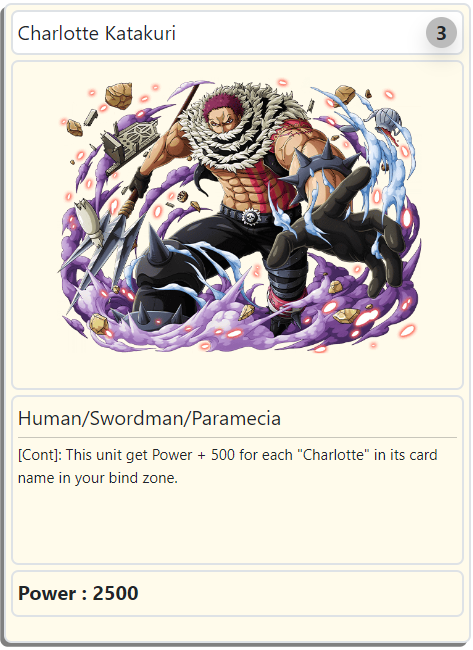 Charlotte Katakuri
3
Human/Swordman/Paramecia
[Cont]: This unit get Power + 500 for each "Charlotte" in its card
name in your bind zone.
Power : 2500